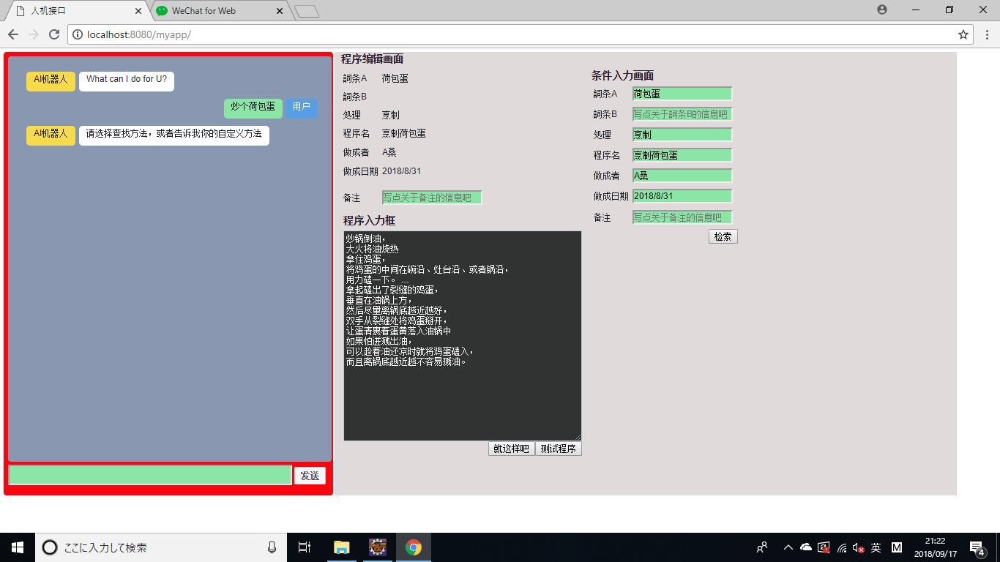 人机接口
WeChat for Web
localhost:8080/myapp/
AI机器人 What can I do for U?
炒个荷包蛋 用户
AI机器人 请选择查找方法，或者告诉我你的自定义方法
发送
程序编辑画面
詞条A 荷包蛋
詞条B
处理 烹制
程序名 烹制荷包蛋
做成者 A桑
做成日期 2018/8/31
备注 写点关于备注的信息吧
程序入力框
炒锅倒油，
大火将油烧热
拿住鸡蛋，
将鸡蛋的中间在碗沿、灶台沿、或者锅沿，
用力磕一下。 ...
拿起磕出了裂缝的鸡蛋，
垂直在油锅上方，
然后尽量离锅底越近越好，
双手从裂缝处将鸡蛋掰开，
让蛋清裹着蛋黄落入油锅中
如果怕迸溅出油，
可以趁着油还凉时就将鸡蛋磕入，
而且离锅底越近越不容易溅油。
就这样吧 测试程序
条件入力画面
詞条A 荷包蛋
詞条B 写点关于詞条B的信息吧
处理 烹制
程序名 烹制荷包蛋
做成者 A桑
做成日期 2018/8/31
备注 写点关于备注的信息吧
检索
ここに入力して検索
英
M
21:22
2018/09/17
4